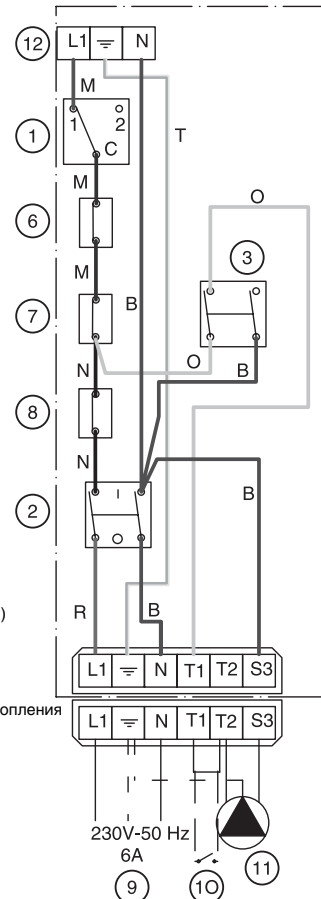 12 L1 N
M T
1 1 2
C
M
6 O
3
M
7 B
O B
N
8
N
2 I B
O
)
R B
L1 N T1 T2 S3
опления
L1 N T1 T2 S3
230V-50 Hz
6A
9 10 11